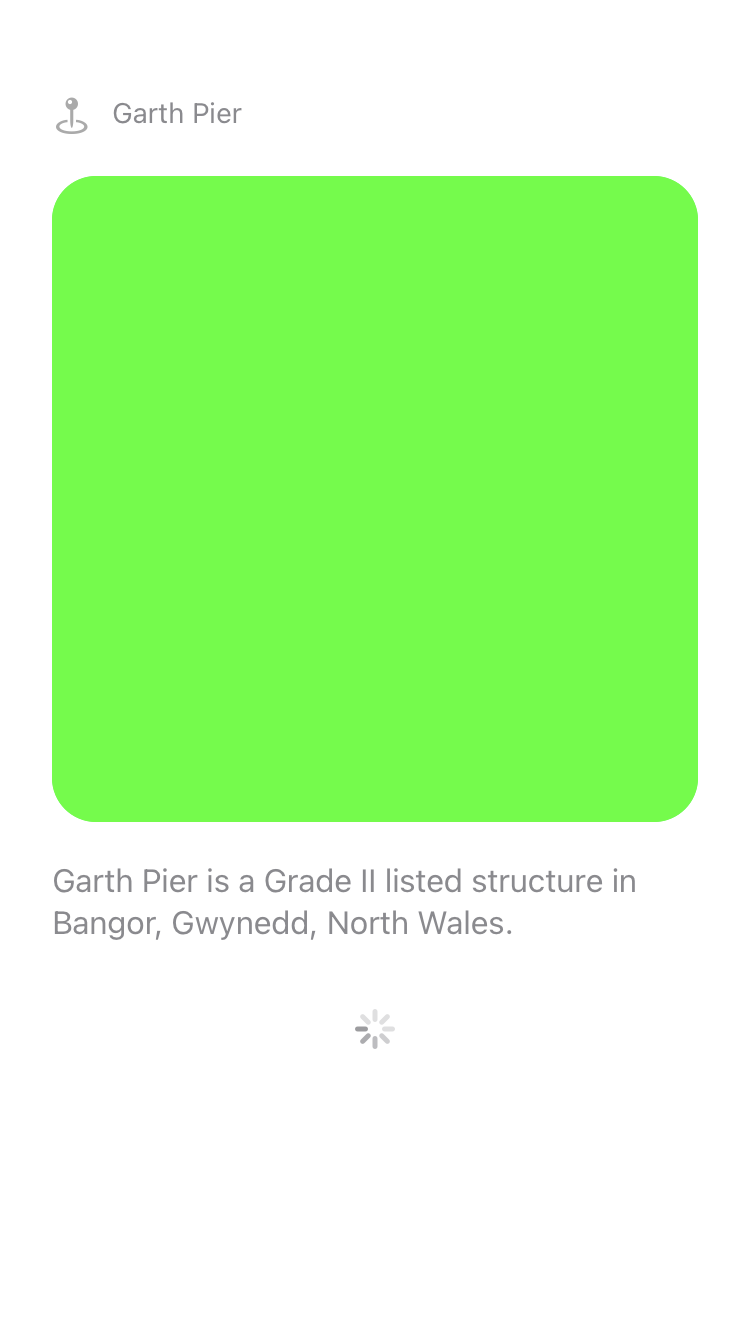 Garth Pier
Garth Pier is a Grade II listed structure in
Bangor, Gwynedd, North Wales.